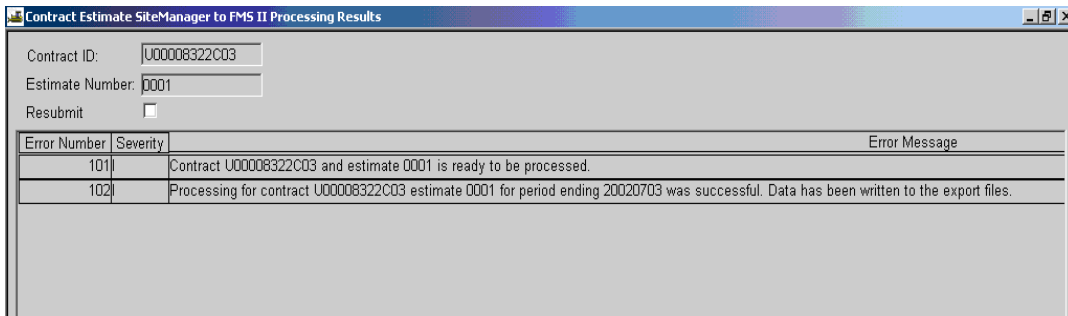 Contract Estimate SiteManager to FMS II Processing Results
Contract ID: U00008322C03
Estimate Number: 0001
Resubmit
Error Number Severity Error Message
101 I Contract U00008322C03 and estimate 0001 is ready to be processed.
102 I Processing for contract U00008322C03 estimate 0001 for period ending 20020703 was successful. Data has been written to the export files.